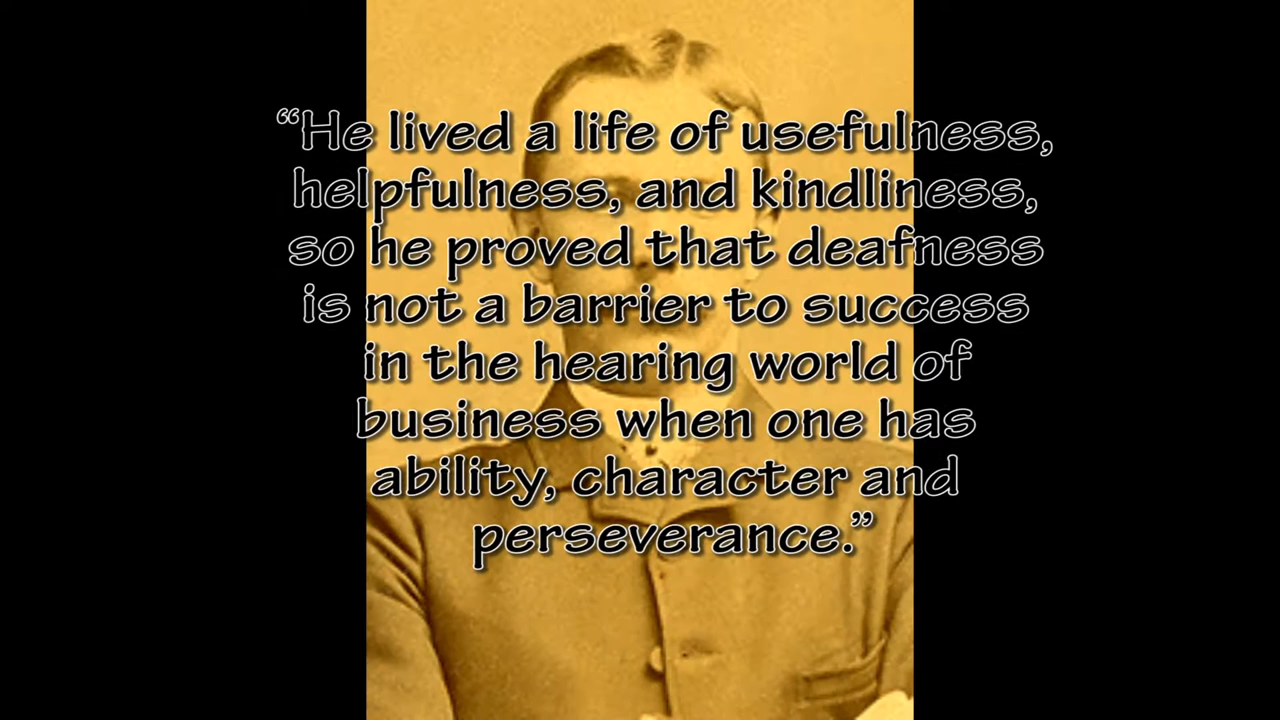 “He lived a life of usefulness,
helpfulness, and kindliness,
so he proved that deafness
is not a barrier to success
in the hearing world of
business when one has
ability, character and
perseverance.”